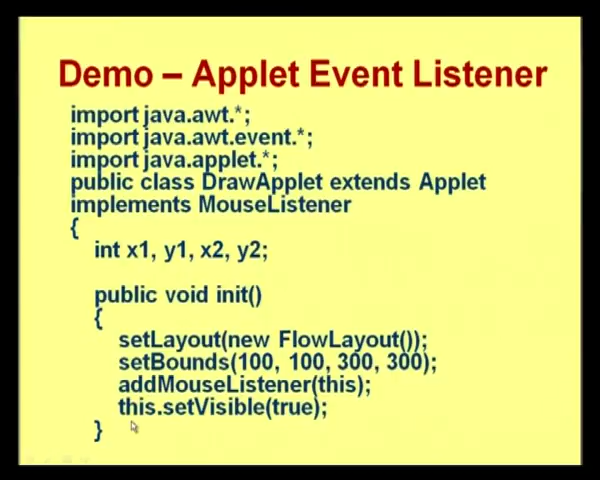 Demo – Applet Event Listener
import java.awt.*;
import java.awt.event.*;
import java.applet.*;
public class DrawApplet extends Applet
implements MouseListener
{
int x1, y1, x2, y2;
public void init()
{
setLayout(new FlowLayout());
setBounds(100, 100, 300, 300);
addMouseListener(this);
this.setVisible(true);
}